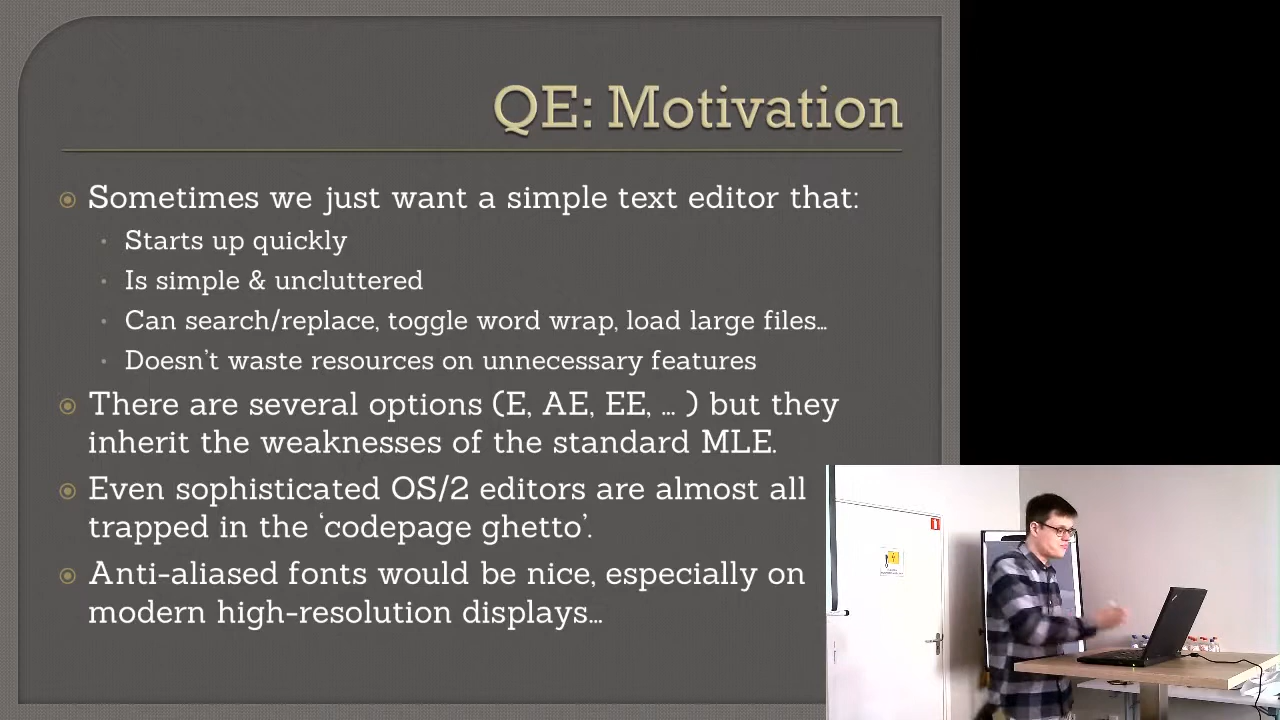 QE: Motivation
Sometimes we just want a simple text editor that:
Starts up quickly
Is simple & uncluttered
Can search/replace, toggle word wrap, load large files…
Doesn’t waste resources on unnecessary features
There are several options (E, AE, EE, … ) but they
inherit the weaknesses of the standard MLE.
Even sophisticated OS/2 editors are almost all
trapped in the ‘codepage ghetto’.
Anti-aliased fonts would be nice, especially on
modern high-resolution displays…